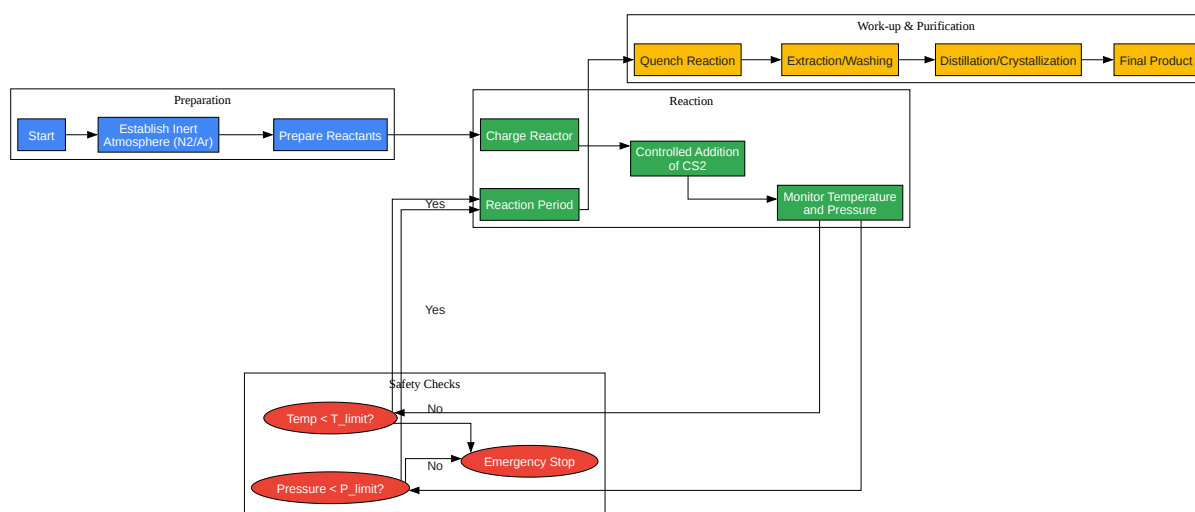 Work-up & Purification
Quench Reaction
Extraction/Washing
Distillation/Crystallization
Final Product
Preparation
Start
Establish Inert
Atmosphere (N2/Ar)
Prepare Reactants
Reaction
Charge Reactor
Controlled Addition
of CS2
Reaction Period
Monitor Temperature
and Pressure
Yes
Yes
Safety Checks
Temp < T_limit?
No
Emergency Stop
No
Pressure < P_limit?